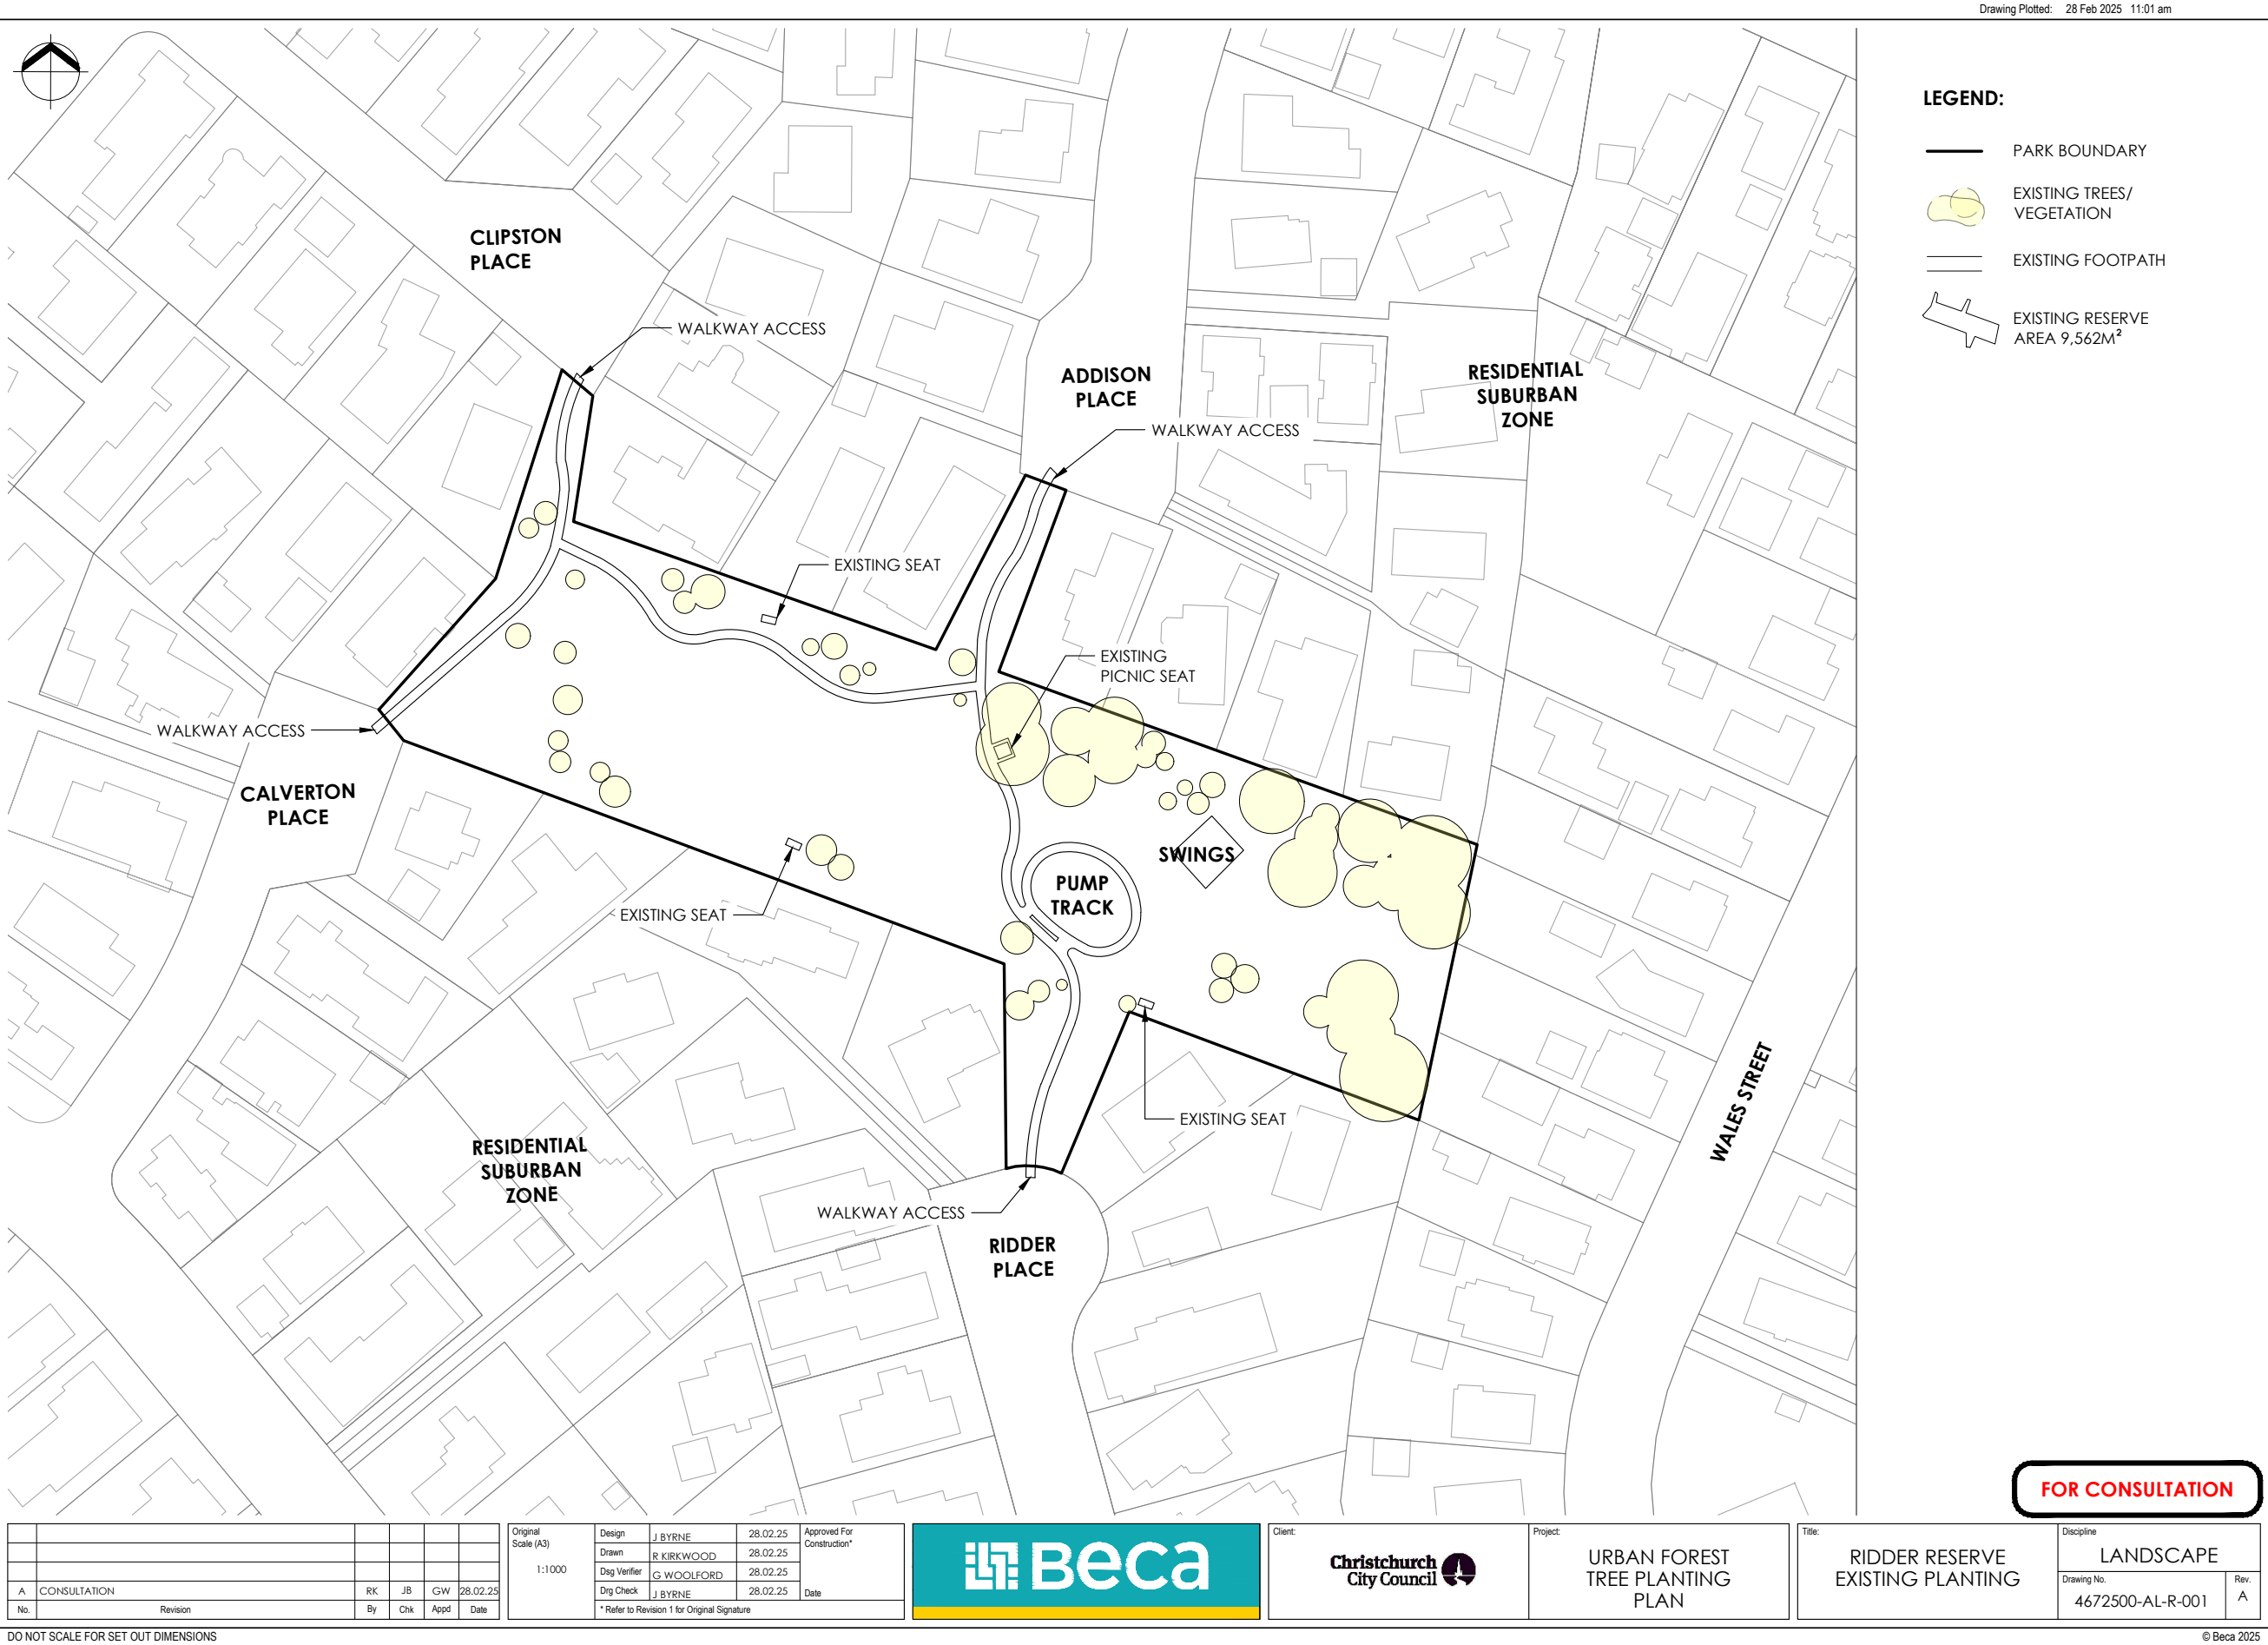 Drawing Plotted: 28 Feb 2025 11:01 am
LEGEND:
PARK BOUNDARY
EXISTING TREES/
VEGETATION
EXISTING FOOTPATH
EXISTING RESERVE
AREA 9,562M²
CLIPSTON
PLACE
WALKWAY ACCESS
ADDISON
PLACE
WALKWAY ACCESS
RESIDENTIAL
SUBURBAN
ZONE
EXISTING SEAT
EXISTING
PICNIC SEAT
WALKWAY ACCESS
CALVERTON
PLACE
SWINGS
PUMP
TRACK
EXISTING SEAT
EXISTING SEAT
WALES STREET
RESIDENTIAL
SUBURBAN
ZONE
WALKWAY ACCESS
RIDDER
PLACE
FOR CONSULTATION
A CONSULTATION RK JB GW 28.02.25
No. Revision By Chk Appd Date
Original
Scale (A3)
1:1000
Design J BYRNE 28.02.25
Drawn R KIRKWOOD 28.02.25
Dsg Verifier G WOOLFORD 28.02.25
Drg Check J BYRNE 28.02.25
* Refer to Revision 1 for Original Signature
Approved For
Construction*
Date
Beca
Client:
Christchurch
City Council
Project:
URBAN FOREST
TREE PLANTING
PLAN
Title:
RIDDER RESERVE
EXISTING PLANTING
Discipline
LANDSCAPE
Drawing No.
4672500-AL-R-001
Rev.
A
DO NOT SCALE FOR SET OUT DIMENSIONS
© Beca 2025